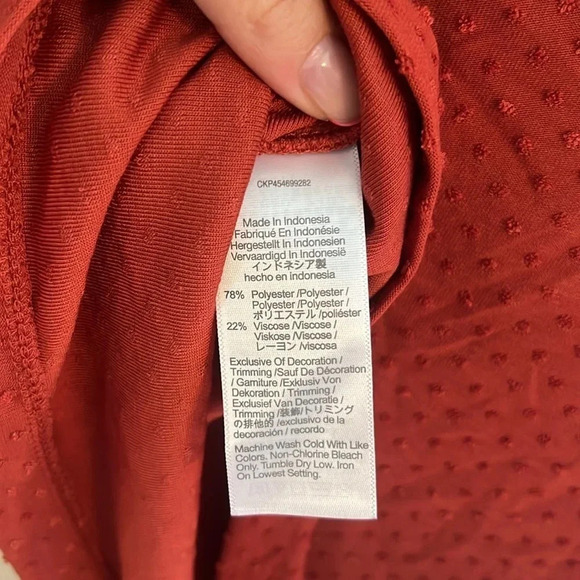 CKP454699282
Made In Indonesia
Fabriqué En Indonésie
Hergestellt In Indonesien
Vervaardigd In Indonesië
インドネシア製
hecho en indonesia
78% Polyester /Polyester /
Polyester /Polyester /
ポリエステル /poliéster
22% Viscose /Viscose /
Viskose /Viscose /
レーヨン /viscosa
Exclusive Of Decoration /
Trimming /Sauf De Décoration
/ Garniture /Exklusiv Von
Dekoration / Trimming /
Exclusief Van Decoratie /
Trimming /装飾/トリミング
の排他的/ exclusiva de la
decoración / recordo
Machine Wash Cold With Like
Colors. Non-Chlorine Bleach
Only. Tumble Dry Low. Iron
On Lowest Setting.